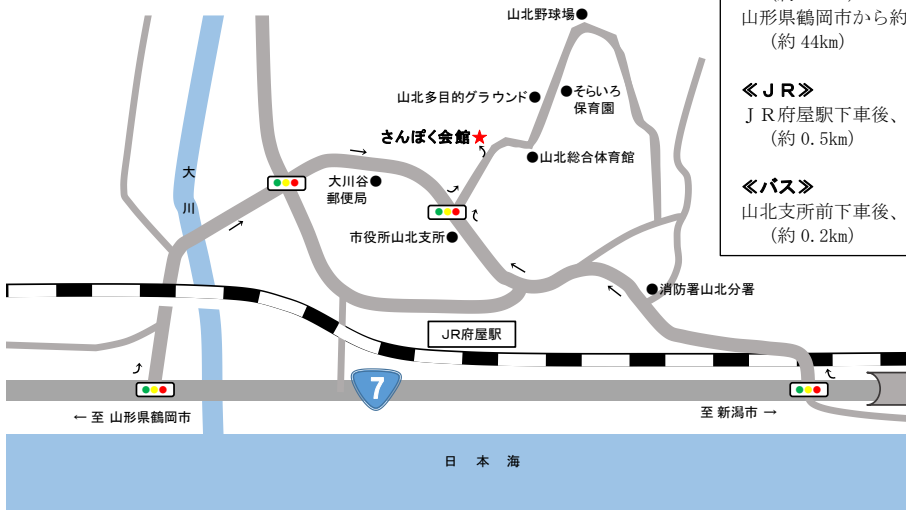 山北野球場
山北多目的グラウンド
そらいろ
保育園
さんぽく会館
山北総合体育館
大川
大川谷
郵便局
市役所山北支所
消防署山北分署
JR府屋駅
7
← 至 山形県鶴岡市
至 新潟市 →
日本海
山形県鶴岡市から約
(約 44km)
≪ＪＲ≫
ＪＲ府屋駅下車後、
(約 0.5km)
≪バス≫
山北支所前下車後、
(約 0.2km)